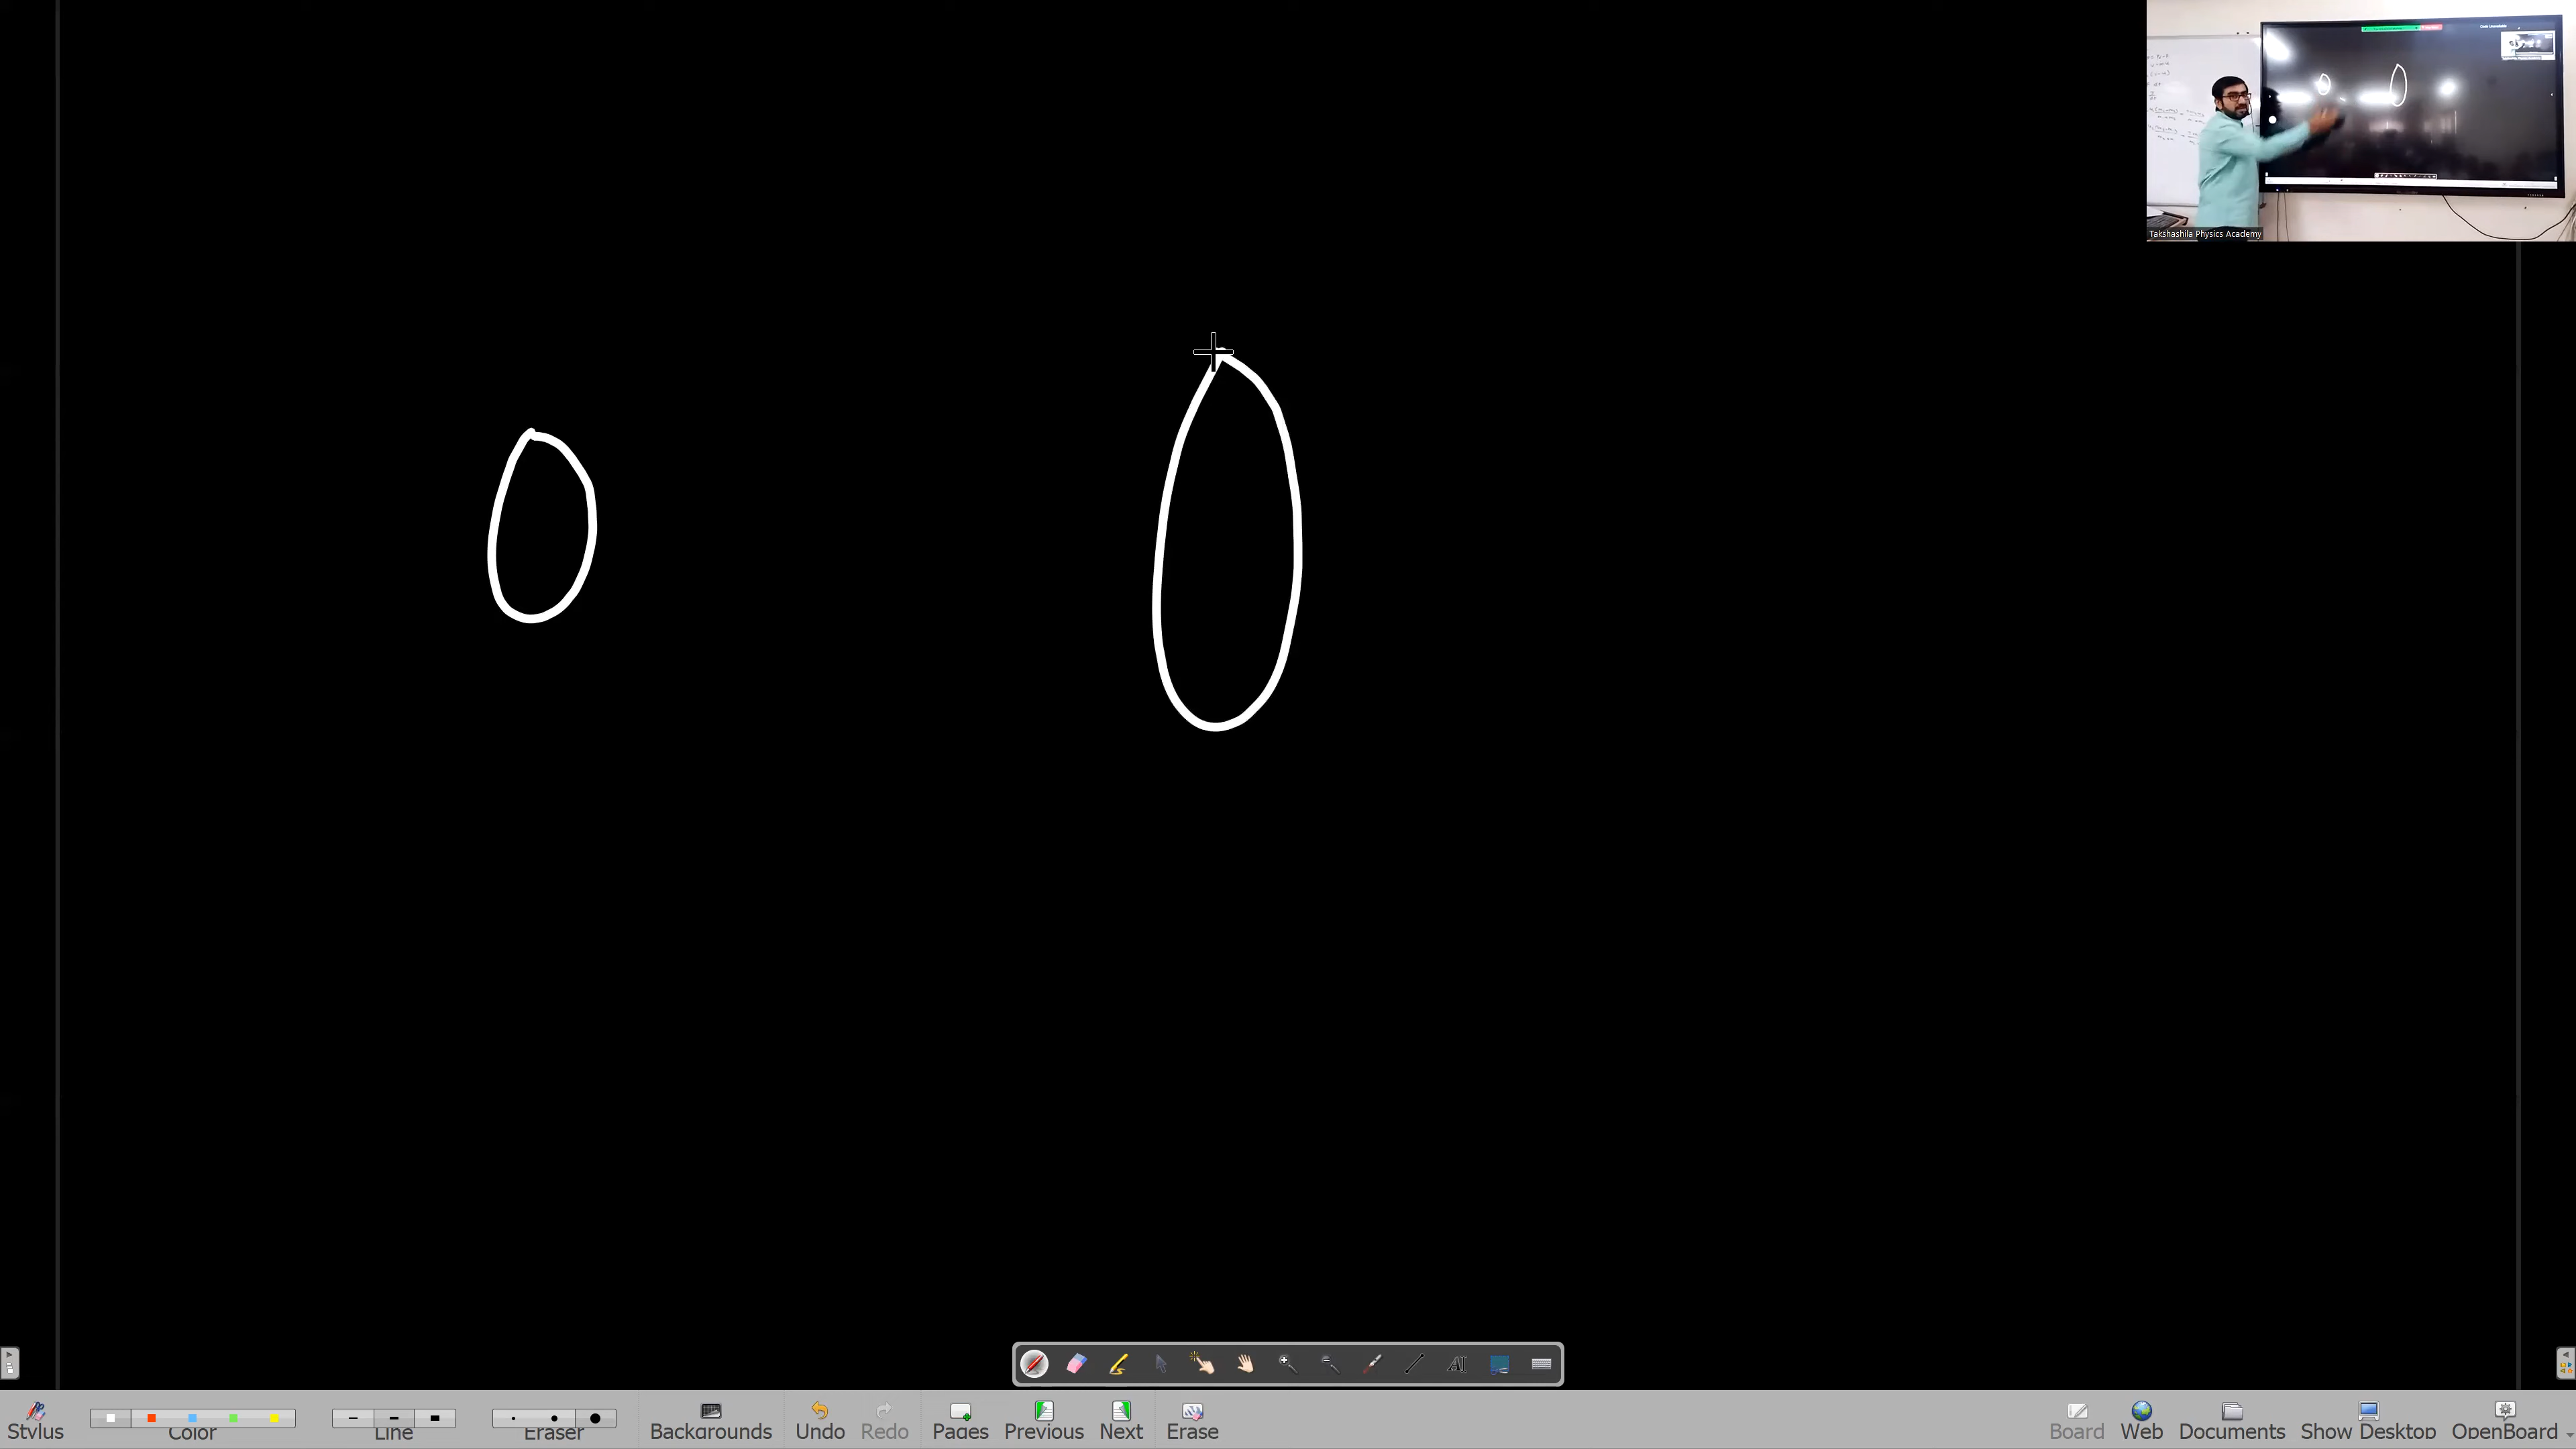 Takshashila Physics Academy
Stylus
Color
Line
Eraser
Backgrounds
Undo
Redo
Pages
Previous
Next
Erase
Board
Web
Documents
Show Desktop
OpenBoard